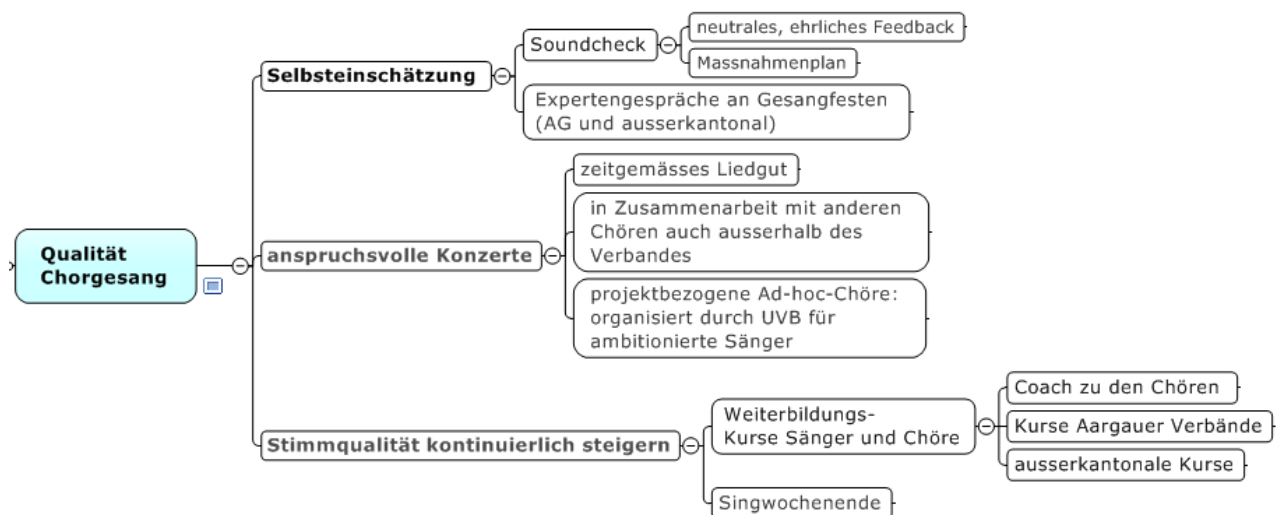 Qualität
Chorgesang
Selbsteinschätzung
Soundcheck
neutrales, ehrliches Feedback
Massnahmenplan
Expertengespräche an Gesangfesten
(AG und ausserkantonal)
anspruchsvolle Konzerte
zeitgemässes Liedgut
in Zusammenarbeit mit anderen
Chören auch ausserhalb des
Verbandes
projektbezogene Ad-hoc-Chöre:
organisiert durch UVB für
ambitionierte Sänger
Stimmqualität kontinuierlich steigern
Weiterbildungs-
Kurse Sänger und Chöre
Coach zu den Chören
Kurse Aargauer Verbände
ausserkantonale Kurse
Singwochenende